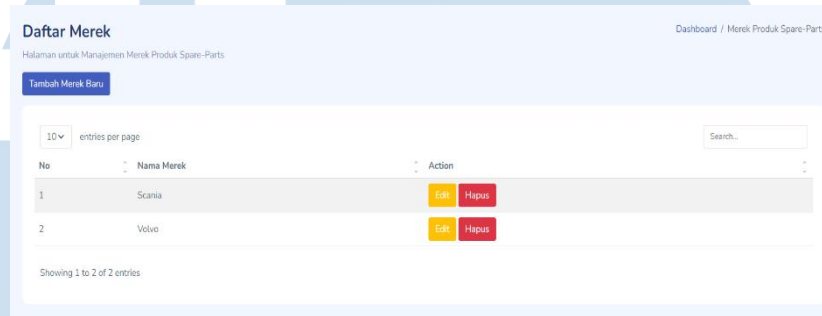 Daftar Merek
Dashboard / Merek Produk Spare-Part
Halaman untuk Manajemen Merek Produk Spare-Parts
Tambah Merek Baru
10 entries per page
Search...
No Nama Merek Action
1 Scania Edit Hapus
2 Volvo Edit Hapus
Showing 1 to 2 of 2 entries